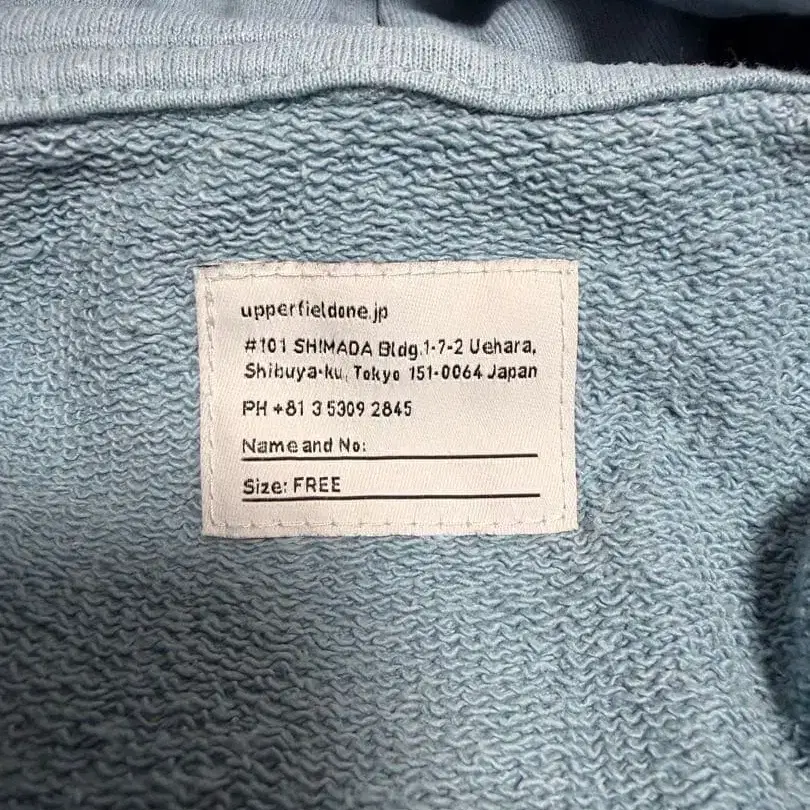 upperfieldone.jp
#101 SHIMADA Bldg.1-7-2 Uehara,
Shibuya-ku, Tokyo 151-0064 Japan
PH +81 3 5309 2845
Name and No:
Size: FREE